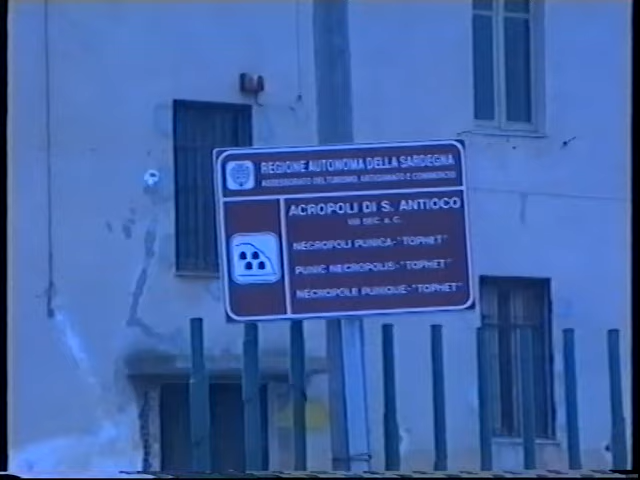 REGIONE AUTONOMA DELLA SARDEGNA
ASSESSORATO DEL TURISMO, ARTIGIANATO E COMMERCIO
ACROPOLI DI S. ANTIOCO
VIII SEC. a. C.
NECROPOLI PUNICA-"TOPHET"
PUNIC NECROPOLIS-"TOPHET"
NECROPOLE PUNIQUE-"TOPHET"